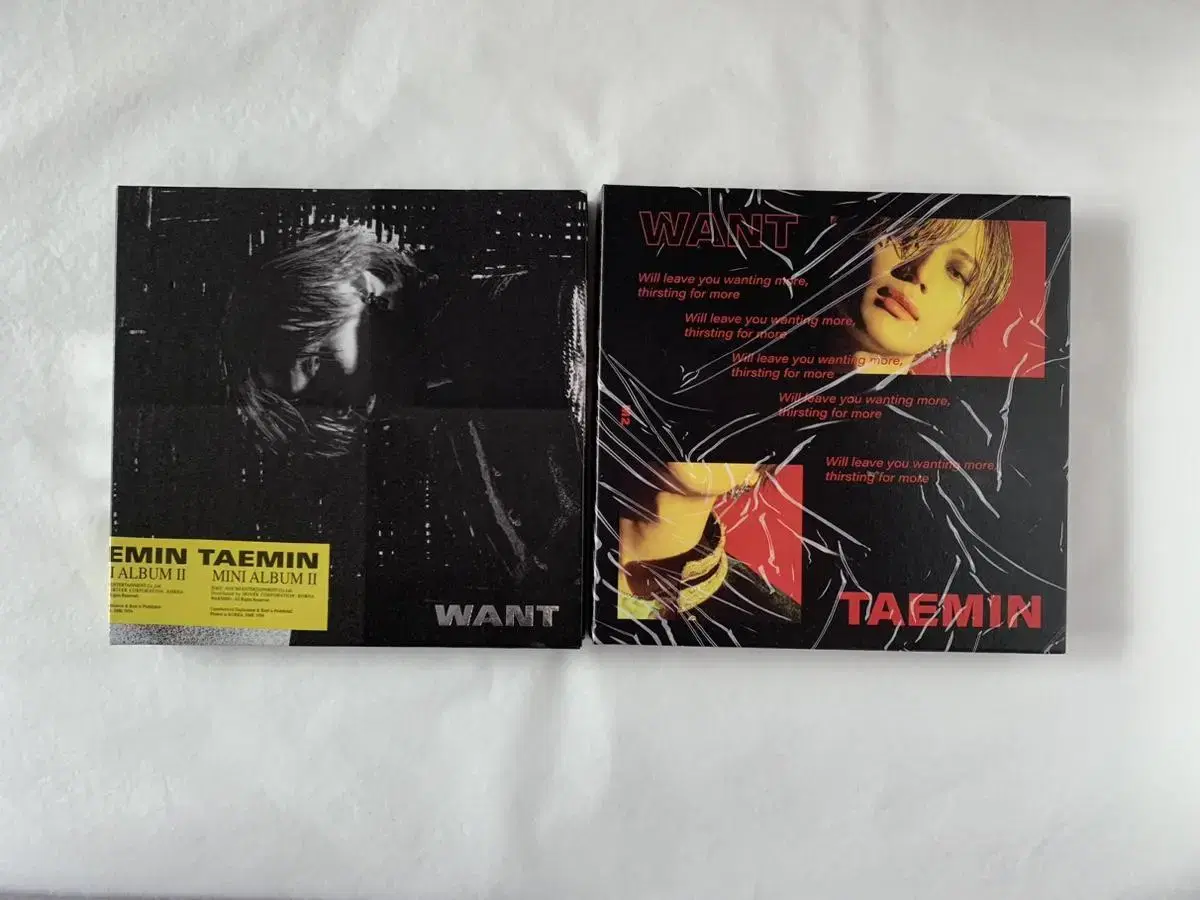 EMIN TAEMIN
I ALBUM II MINI ALBUM II
WANT
WANT
Will leave you wanting more,
thirsting for more
Will leave you wanting more,
thirsting for more
Will leave you wanting more,
thirsting for more
Will leave you wanting more,
thirsting for more
M2
Will leave you wanting more,
thirsting for more
TAEMIN